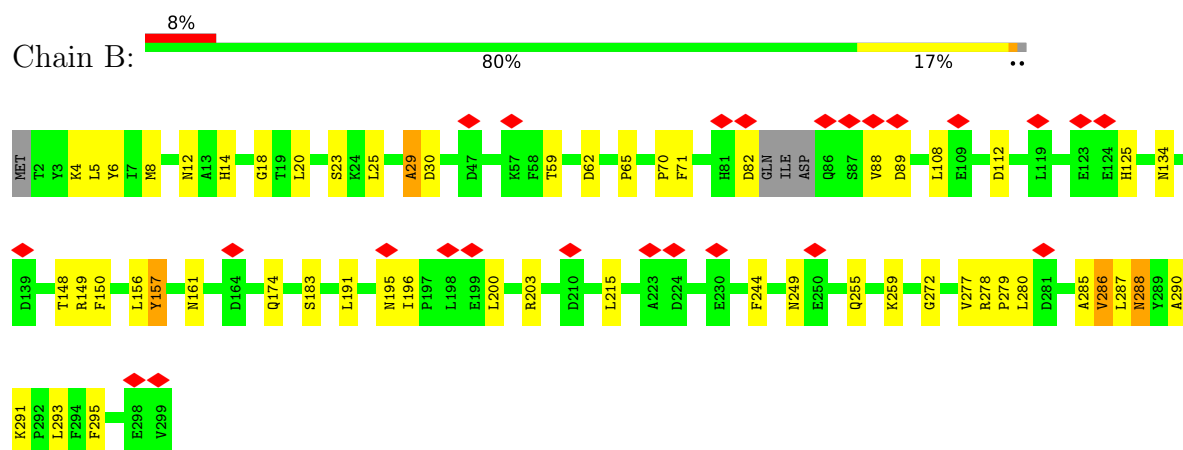 8%
Chain B:
80% 17% ••
MET T2 Y3 K4 L5 Y6 I7 M8 N12 A13 H14 G18 T19 L20 S23 K24 L25 A29 D30 D47 K57 F58 T59 D62 P65 P70 F71 H81 D82 GLN ILE ASP Q86 S87 V88 D89 L108 E109 D112 L119 E123 E124 H125 N134
D139 T148 R149 F150 L156 Y157 N161 D164 Q174 S183 L191 N195 I196 P197 L198 E199 L200 R203 D210 L215 A223 D224 E230 F244 N249 E250 Q255 K259 G272 V277 R278 P279 L280 D281 A285 V286 L287 N288 Y289 A290
K291 P292 L293 F294 F295 E298 V299